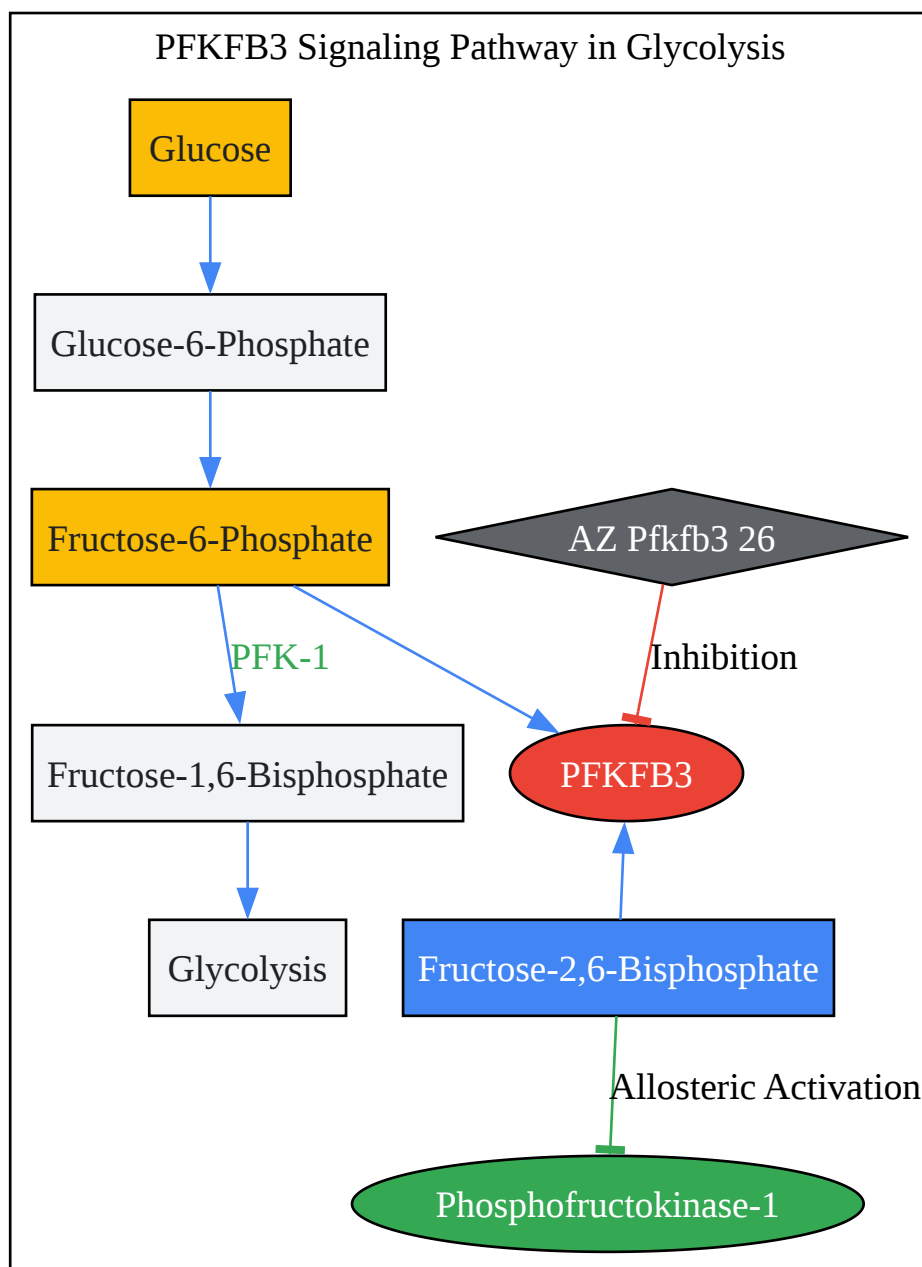 PFKFB3 Signaling Pathway in Glycolysis
Glucose
Glucose-6-Phosphate
Fructose-6-Phosphate
AZ Pfkfb3 26
PFK-1
Inhibition
Fructose-1,6-Bisphosphate
PFKFB3
Glycolysis
Fructose-2,6-Bisphosphate
Allosteric Activation
Phosphofructokinase-1